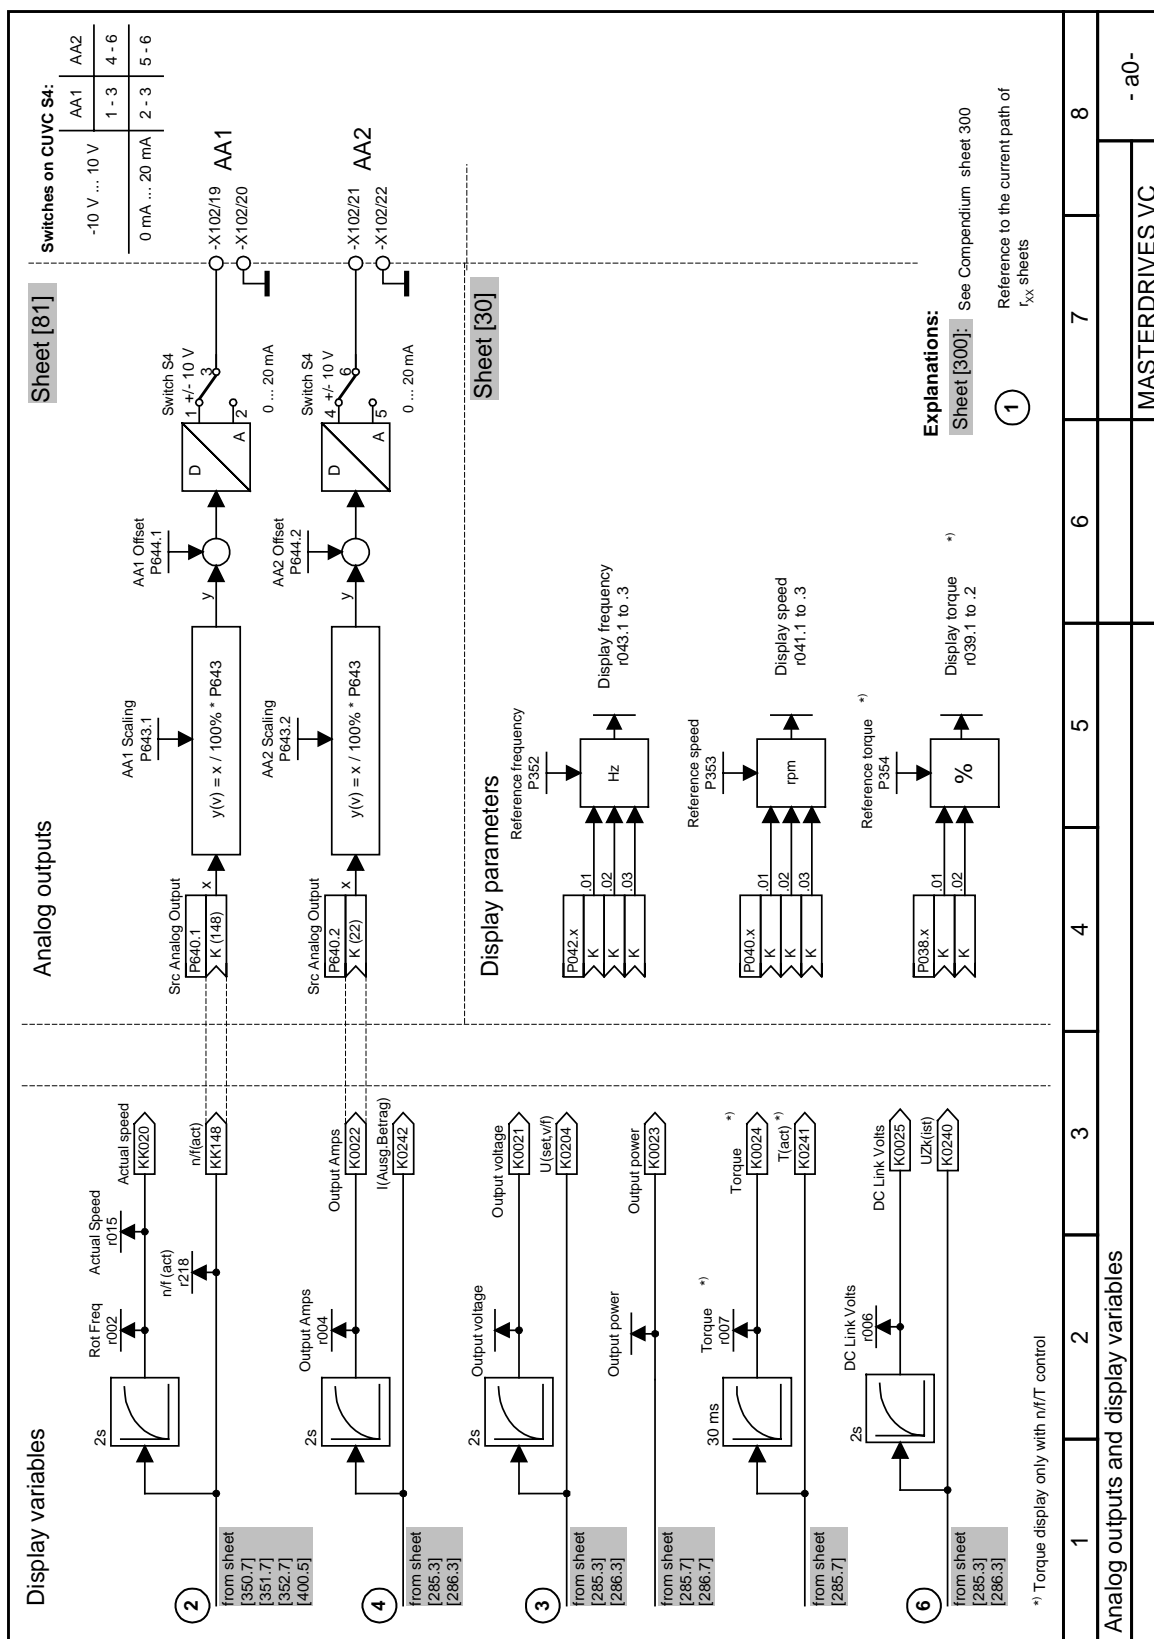 Display variables
2
from sheet
[350.7]
[351.7]
[352.7]
[400.5]
2s
Rot Freq
r002
Actual Speed
r015
Actual speed
KK020
n/f (act)
r218
n/f(act)
KK148
4
from sheet
[285.3]
[286.3]
2s
Output Amps
r004
Output Amps
K0022
I(Ausg.Betrag)
K0242
3
from sheet
[285.3]
[286.3]
2s
Output voltage
Output voltage
K0021
U(set,v/f)
K0204
from sheet
[285.7]
[286.7]
Output power
Output power
K0023
from sheet
[285.7]
30 ms
Torque *)
r007
Torque *)
K0024
T(act) *)
K0241
6
from sheet
[285.3]
[286.3]
2s
DC Link Volts
r006
DC Link Volts
K0025
UZk(ist)
K0240
*) Torque display only with n/f/T control
Analog outputs
Sheet [81]
Src Analog Output
P640.1
K (148)
x
AA1 Scaling
P643.1
y(v) = x / 100% * P643
y
AA1 Offset
P644.1
D
A
Switch S4
1 +/- 10 V
3
2
0 ... 20 mA
-X102/19
-X102/20
AA1
Src Analog Output
P640.2
K (22)
x
AA2 Scaling
P643.2
y(v) = x / 100% * P643
y
AA2 Offset
P644.2
D
A
Switch S4
4 +/- 10 V
6
5
0 ... 20 mA
-X102/21
-X102/22
AA2
Switches on CUVC S4:
AA1 AA2
-10 V ... 10 V 1 - 3 4 - 6
0 mA ... 20 mA 2 - 3 5 - 6
Display parameters
Sheet [30]
P042.x
K .01
K .02
K .03
Reference frequency
P352
Hz
Display frequency
r043.1 to .3
P040.x
K .01
K .02
K .03
Reference speed
P353
rpm
Display speed
r041.1 to .3
P038.x
K .01
K .02
Reference torque *)
P354
%
Display torque *)
r039.1 to .2
Explanations:
Sheet [300]: See Compendium sheet 300
1
Reference to the current path of
rXX sheets
1 2 3 4 5 6 7 8
Analog outputs and display variables
MASTERDRIVES VC
- a0-